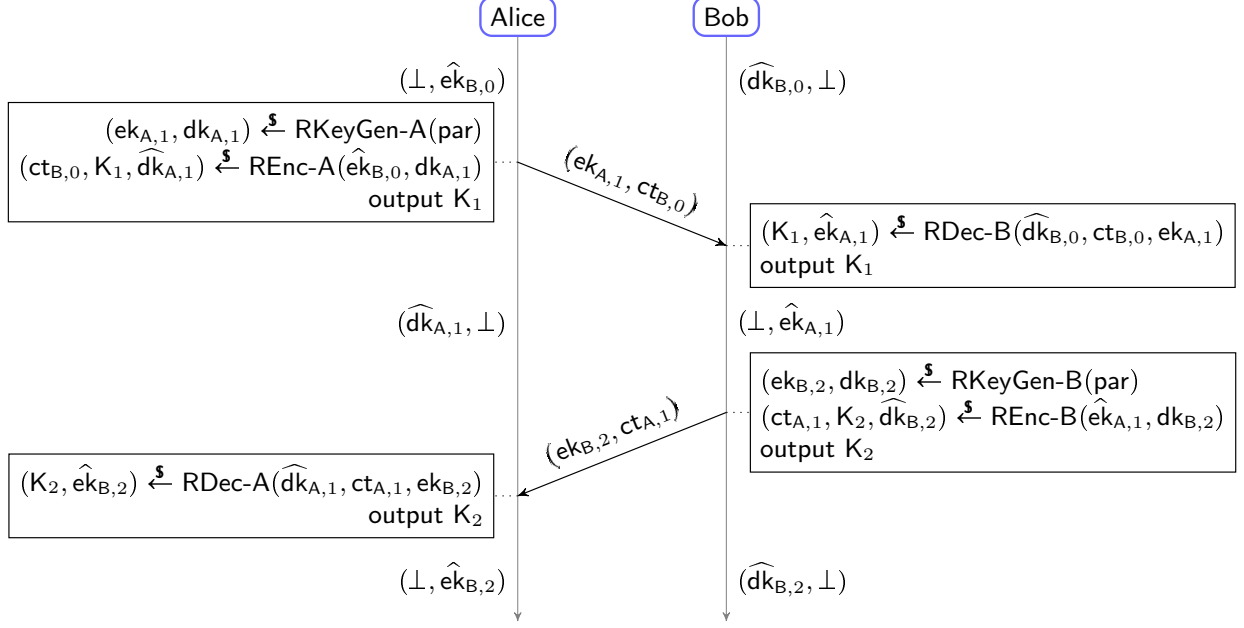 Alice
Bob
(⊥, êk_B,0)
(d̂k_B,0, ⊥)
(ek_A,1, dk_A,1) ←$ RKeyGen-A(par)
(ct_B,0, K_1, d̂k_A,1) ←$ REnc-A(êk_B,0, dk_A,1)
output K_1
(ek_A,1, ct_B,0)
(K_1, êk_A,1) ←$ RDec-B(d̂k_B,0, ct_B,0, ek_A,1)
output K_1
(d̂k_A,1, ⊥)
(⊥, êk_A,1)
(ek_B,2, dk_B,2) ←$ RKeyGen-B(par)
(ct_A,1, K_2, d̂k_B,2) ←$ REnc-B(êk_A,1, dk_B,2)
output K_2
(ek_B,2, ct_A,1)
(K_2, êk_B,2) ←$ RDec-A(d̂k_A,1, ct_A,1, ek_B,2)
output K_2
(⊥, êk_B,2)
(d̂k_B,2, ⊥)